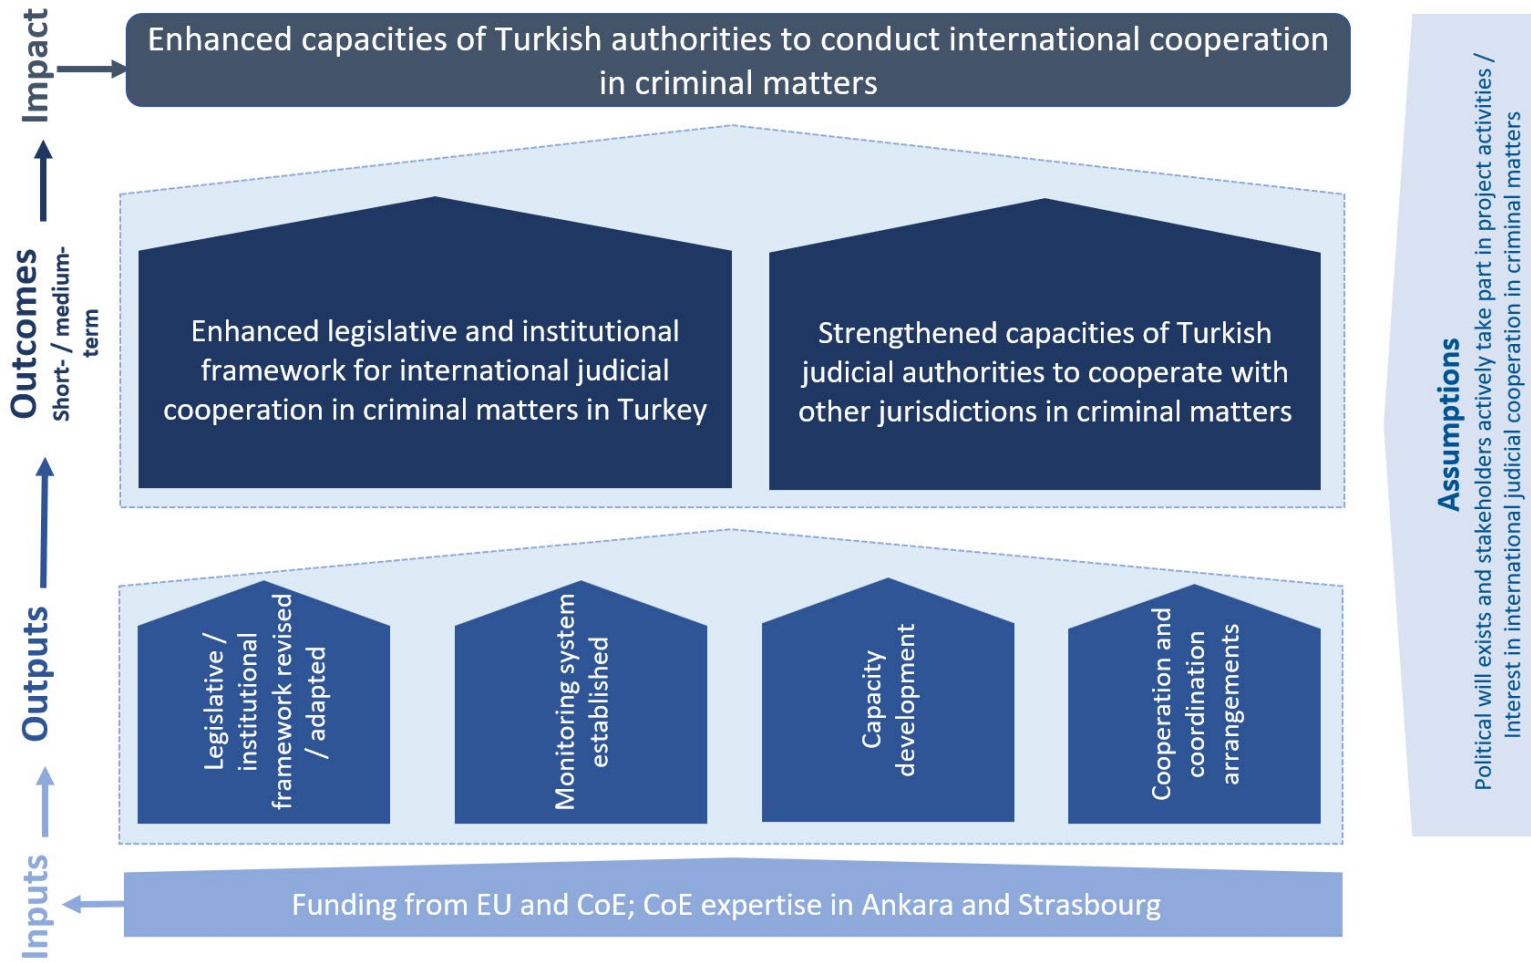 Impact
Enhanced capacities of Turkish authorities to conduct international cooperation
in criminal matters
Outcomes
Short- / medium-
term
Enhanced legislative and institutional
framework for international judicial
cooperation in criminal matters in Turkey
Strengthened capacities of Turkish
judicial authorities to cooperate with
other jurisdictions in criminal matters
Outputs
Legislative /
institutional
framework revised
/ adapted
Monitoring system
established
Capacity
development
Cooperation and
coordination
arrangements
Inputs
Funding from EU and CoE; CoE expertise in Ankara and Strasbourg
Assumptions
Political will exists and stakeholders actively take part in project activities /
Interest in international judicial cooperation in criminal matters